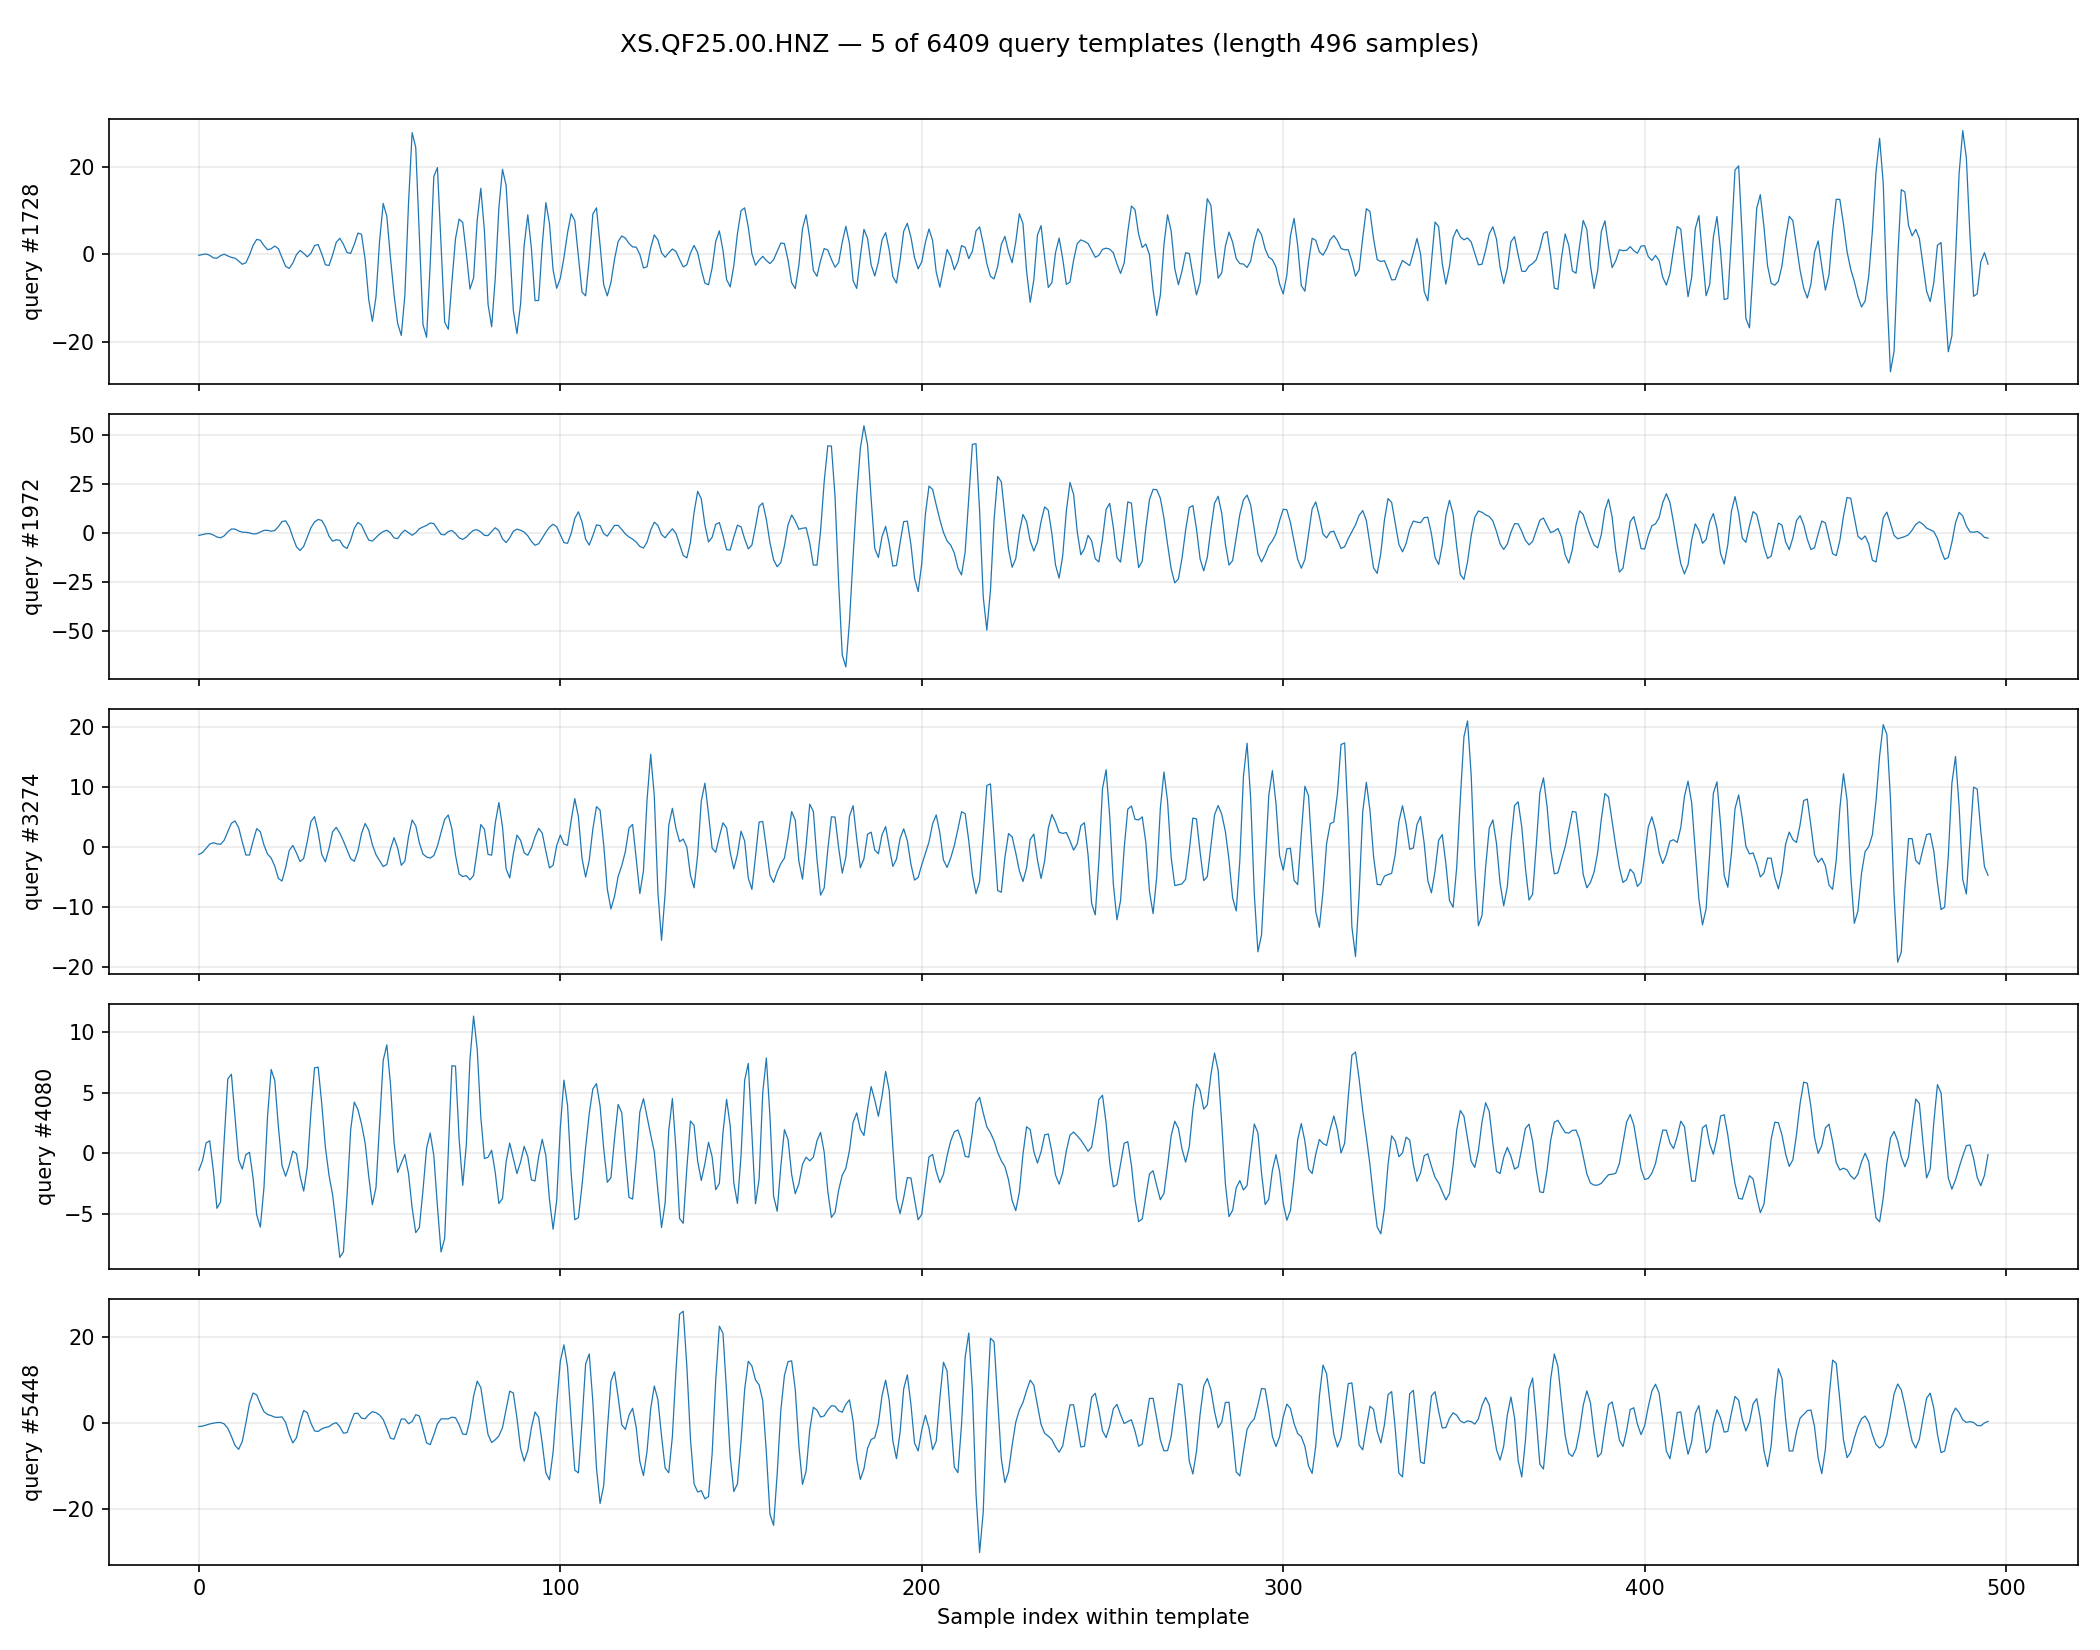 XS.QF25.00.HNZ — 5 of 6409 query templates (length 496 samples)
query #1728
20
0
−20
query #1972
50
25
0
−25
−50
query #3274
20
10
0
−10
−20
query #4080
10
5
0
−5
query #5448
20
0
−20
0 100 200 300 400 500
Sample index within template